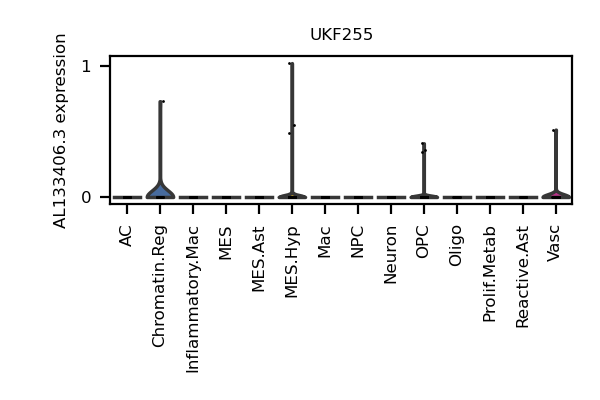 UKF255
AL133406.3 expression
1
0
AC
Chromatin.Reg
Inflammatory.Mac
MES
MES.Ast
MES.Hyp
Mac
NPC
Neuron
OPC
Oligo
Prolif.Metab
Reactive.Ast
Vasc